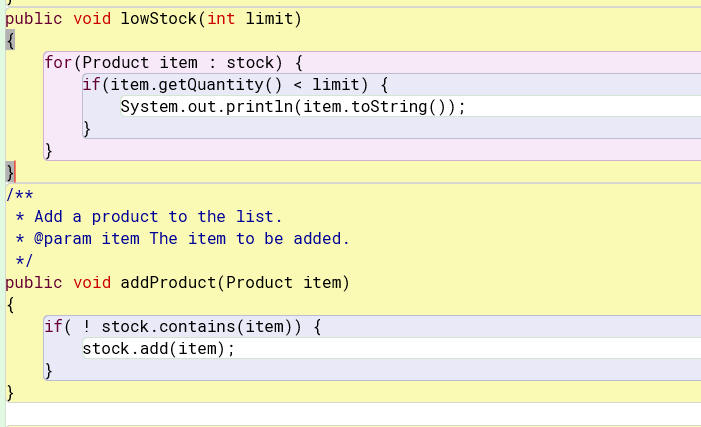 }
public void lowStock(int limit)
{
for(Product item : stock) {
if(item.getQuantity() < limit) {
System.out.println(item.toString());
}
}
}
/**
* Add a product to the list.
* @param item The item to be added.
*/
public void addProduct(Product item)
{
if( ! stock.contains(item)) {
stock.add(item);
}
}